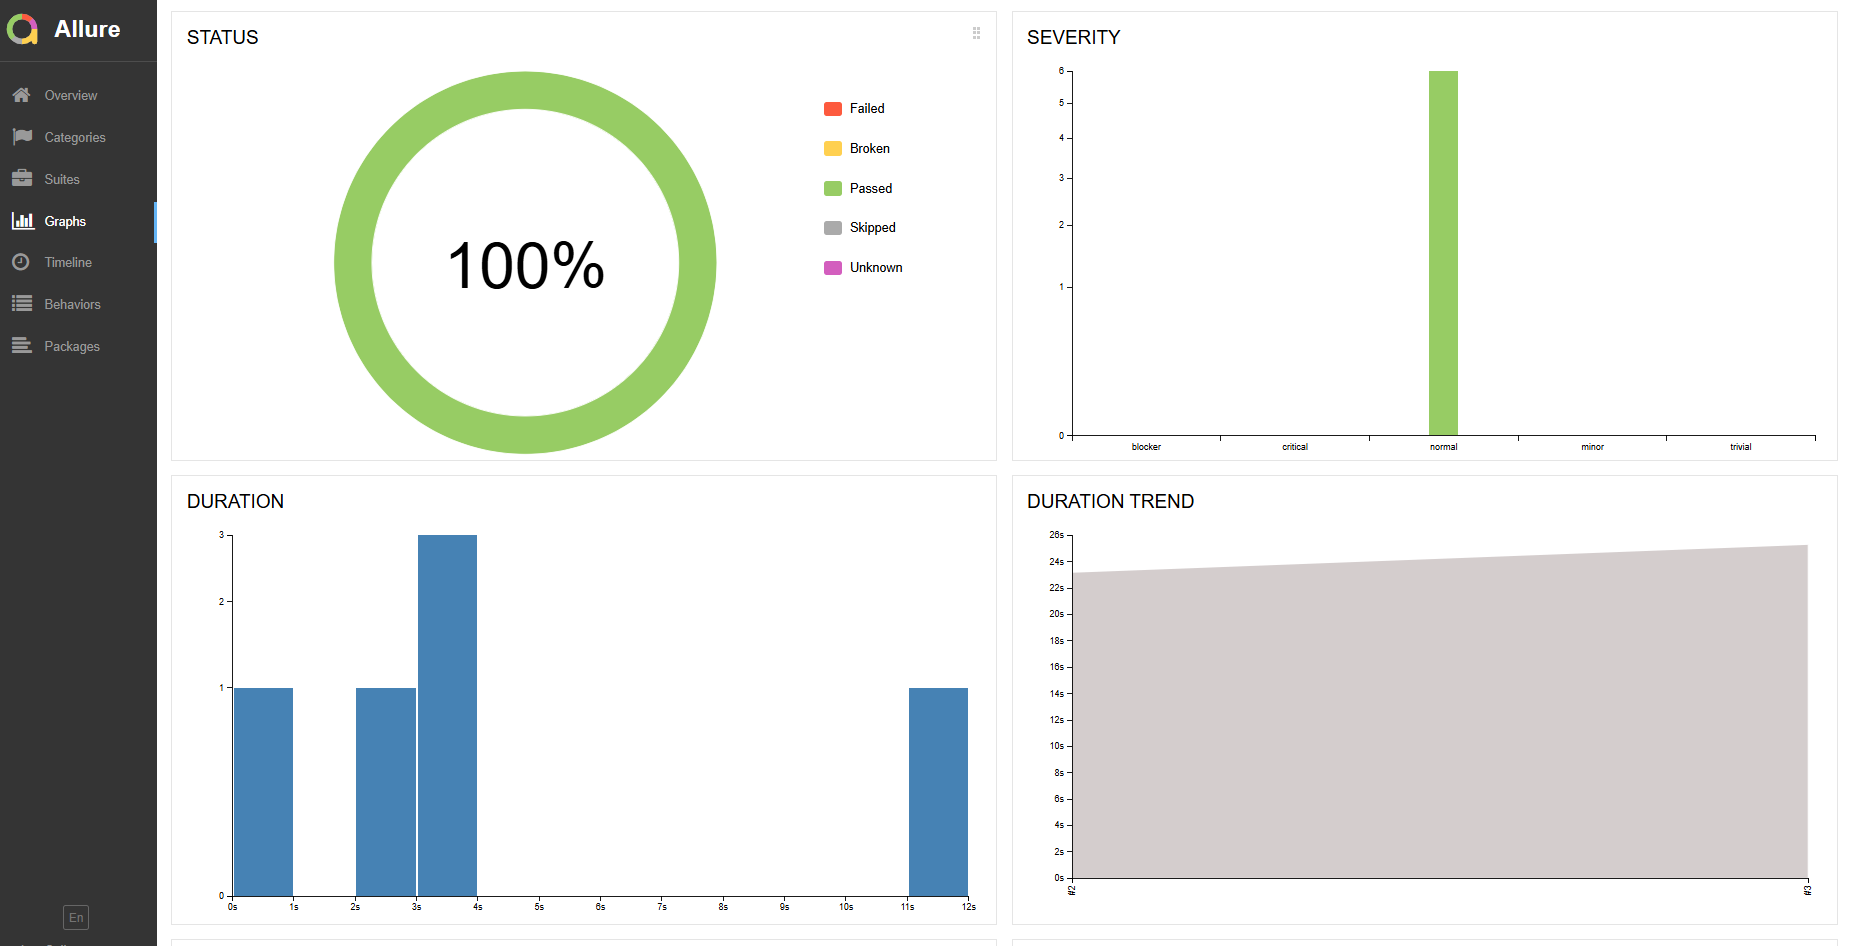 Allure
Overview
Categories
Suites
Graphs
Timeline
Behaviors
Packages
En
STATUS
100%
Failed
Broken
Passed
Skipped
Unknown
SEVERITY
6
5
4
3
2
1
0
blocker critical normal minor trivial
DURATION
3
2
1
0
0s 1s 2s 3s 4s 5s 6s 7s 8s 9s 10s 11s 12s
DURATION TREND
26s
24s
22s
20s
18s
16s
14s
12s
10s
8s
6s
4s
2s
0s
#2 #3